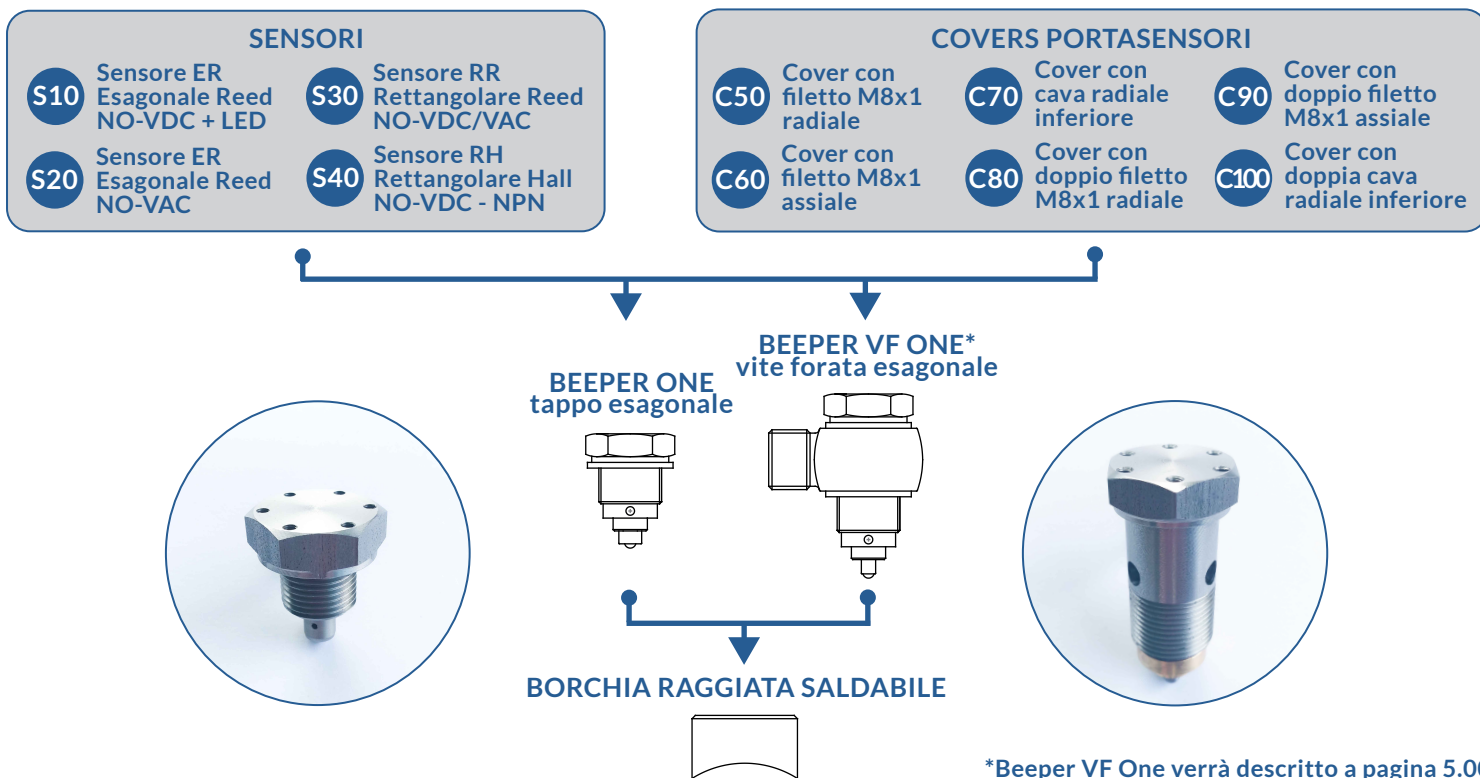 SENSORI
S10
Sensore ER
Esagonale Reed
NO-VDC + LED
S30
Sensore RR
Rettangolare Reed
NO-VDC/VAC
S20
Sensore ER
Esagonale Reed
NO-VAC
S40
Sensore RH
Rettangolare Hall
NO-VDC - NPN
COVERS PORTASENSORI
C50
Cover con
filetto M8x1
radiale
C70
Cover con
cava radiale
inferiore
C90
Cover con
doppio filetto
M8x1 assiale
C60
Cover con
filetto M8x1
assiale
C80
Cover con
doppio filetto
M8x1 radiale
C100
Cover con
doppia cava
radiale inferiore
BEEPER ONE
tappo esagonale
BEEPER VF ONE*
vite forata esagonale
BORCHIA RAGGIATA SALDABILE
*Beeper VF One verrà descritto a pagina 5.00